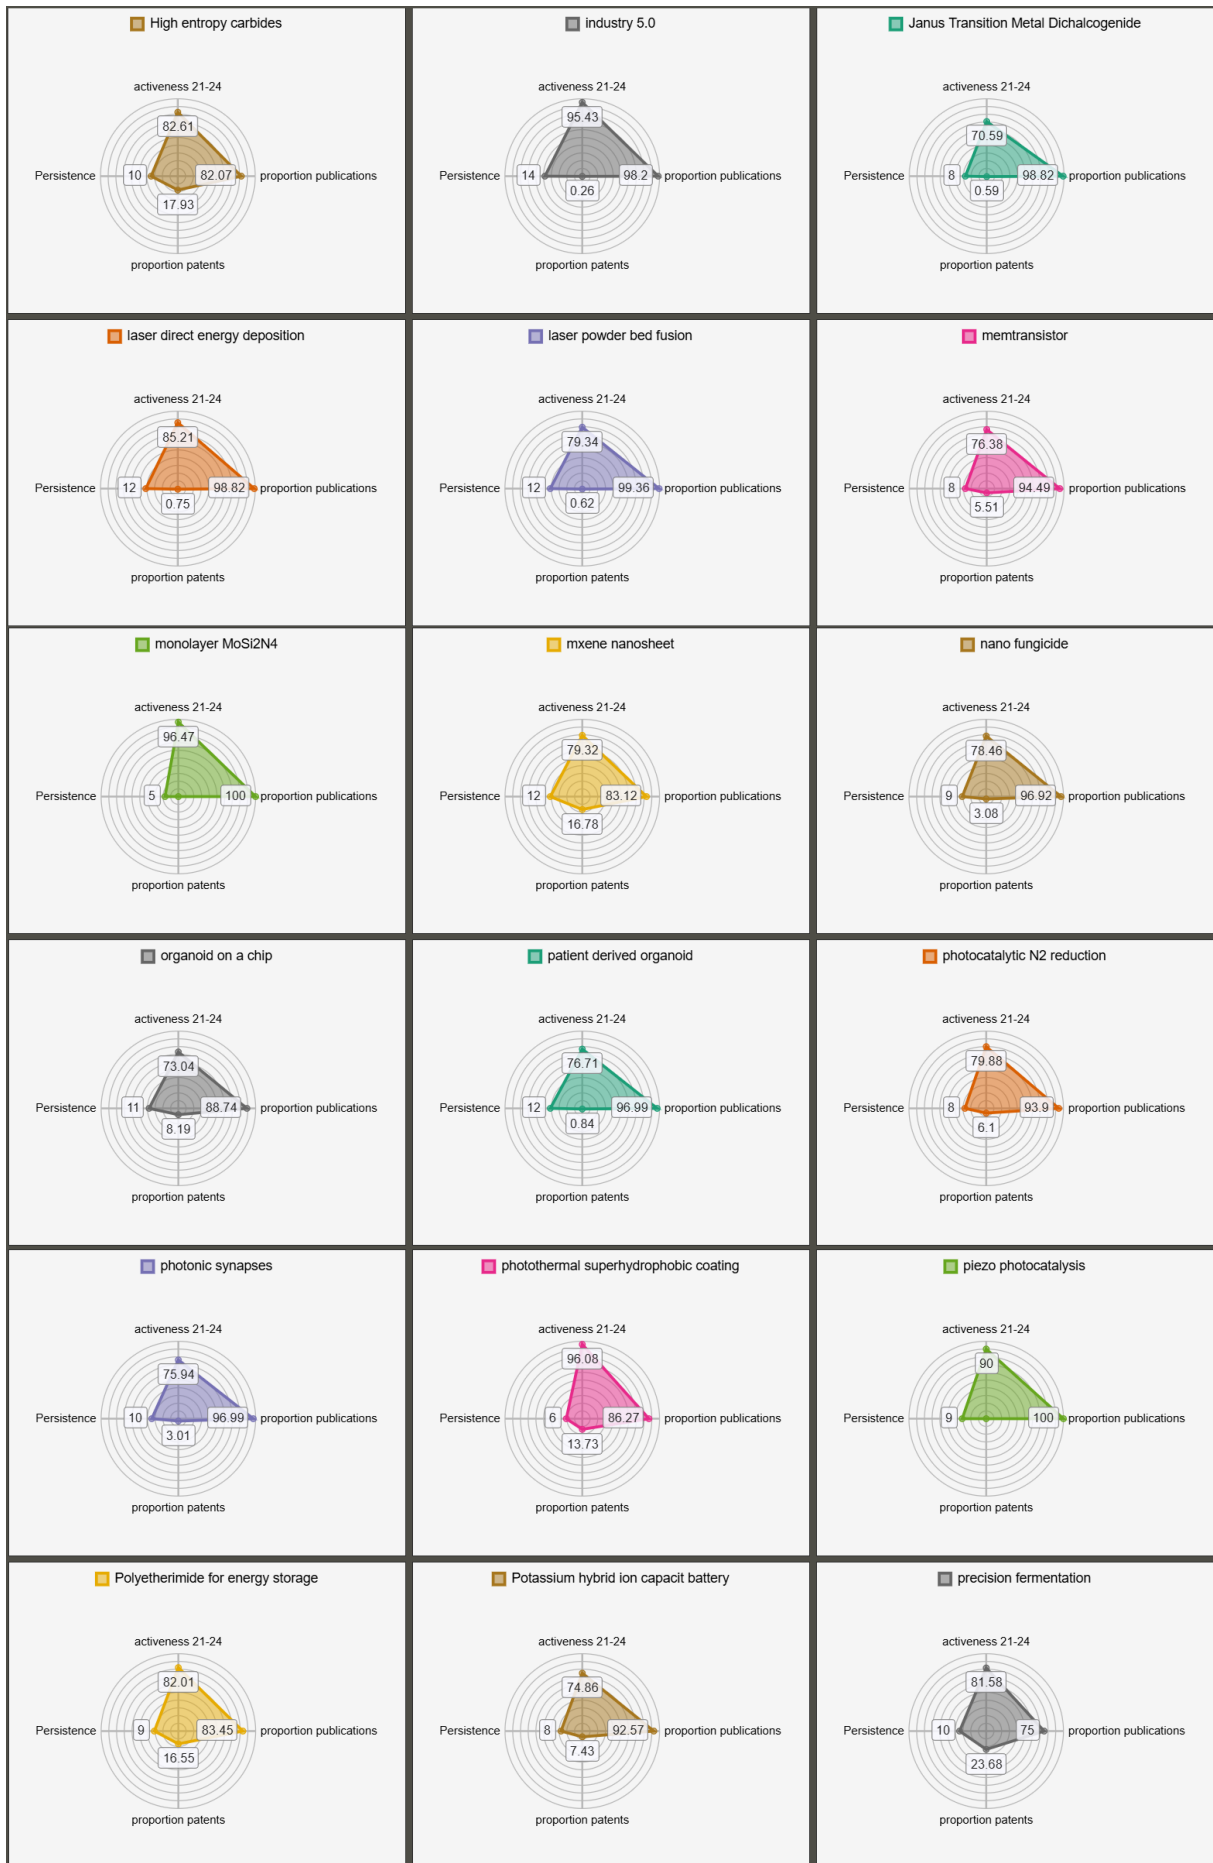 High entropy carbides
activeness 21-24
82.61
Persistence 10 82.07 proportion publications
17.93
proportion patents
industry 5.0
activeness 21-24
95.43
Persistence 14 98.2 proportion publications
0.26
proportion patents
Janus Transition Metal Dichalcogenide
activeness 21-24
70.59
Persistence 8 98.82 proportion publications
0.59
proportion patents
laser direct energy deposition
activeness 21-24
85.21
Persistence 12 98.82 proportion publications
0.75
proportion patents
laser powder bed fusion
activeness 21-24
79.34
Persistence 12 99.36 proportion publications
0.62
proportion patents
memtransistor
activeness 21-24
76.38
Persistence 8 94.49 proportion publications
5.51
proportion patents
monolayer MoSi2N4
activeness 21-24
96.47
Persistence 5 100 proportion publications
proportion patents
mxene nanosheet
activeness 21-24
79.32
Persistence 12 83.12 proportion publications
16.78
proportion patents
nano fungicide
activeness 21-24
78.46
Persistence 9 96.92 proportion publications
3.08
proportion patents
organoid on a chip
activeness 21-24
73.04
Persistence 11 88.74 proportion publications
8.19
proportion patents
patient derived organoid
activeness 21-24
76.71
Persistence 12 96.99 proportion publications
0.84
proportion patents
photocatalytic N2 reduction
activeness 21-24
79.88
Persistence 8 93.9 proportion publications
6.1
proportion patents
photonic synapses
activeness 21-24
75.94
Persistence 10 96.99 proportion publications
3.01
proportion patents
photothermal superhydrophobic coating
activeness 21-24
96.08
Persistence 6 86.27 proportion publications
13.73
proportion patents
piezo photocatalysis
activeness 21-24
90
Persistence 9 100 proportion publications
proportion patents
Polyetherimide for energy storage
activeness 21-24
82.01
Persistence 9 83.45 proportion publications
16.55
proportion patents
Potassium hybrid ion capacit battery
activeness 21-24
74.86
Persistence 8 92.57 proportion publications
7.43
proportion patents
precision fermentation
activeness 21-24
81.58
Persistence 10 75 proportion publications
23.68
proportion patents